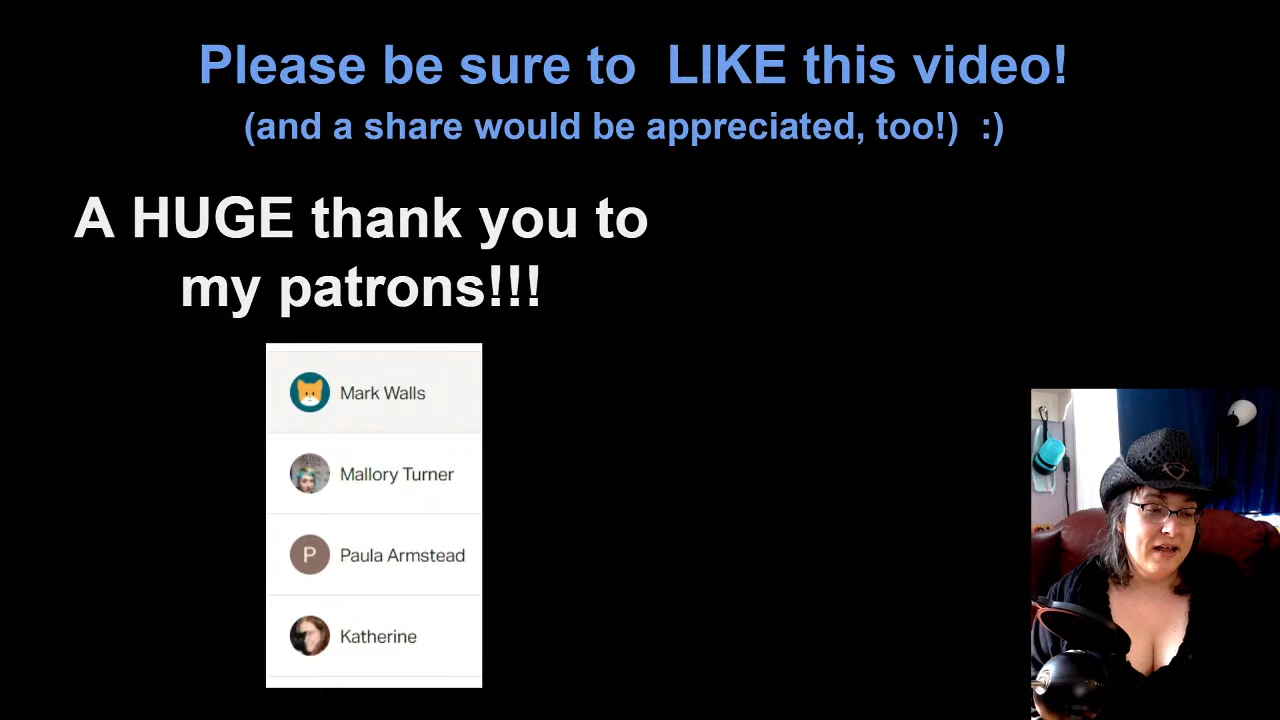 Please be sure to  LIKE this video!
(and a share would be appreciated, too!)  :)
A HUGE thank you to
my patrons!!!
Mark Walls
Mallory Turner
P
Paula Armstead
Katherine